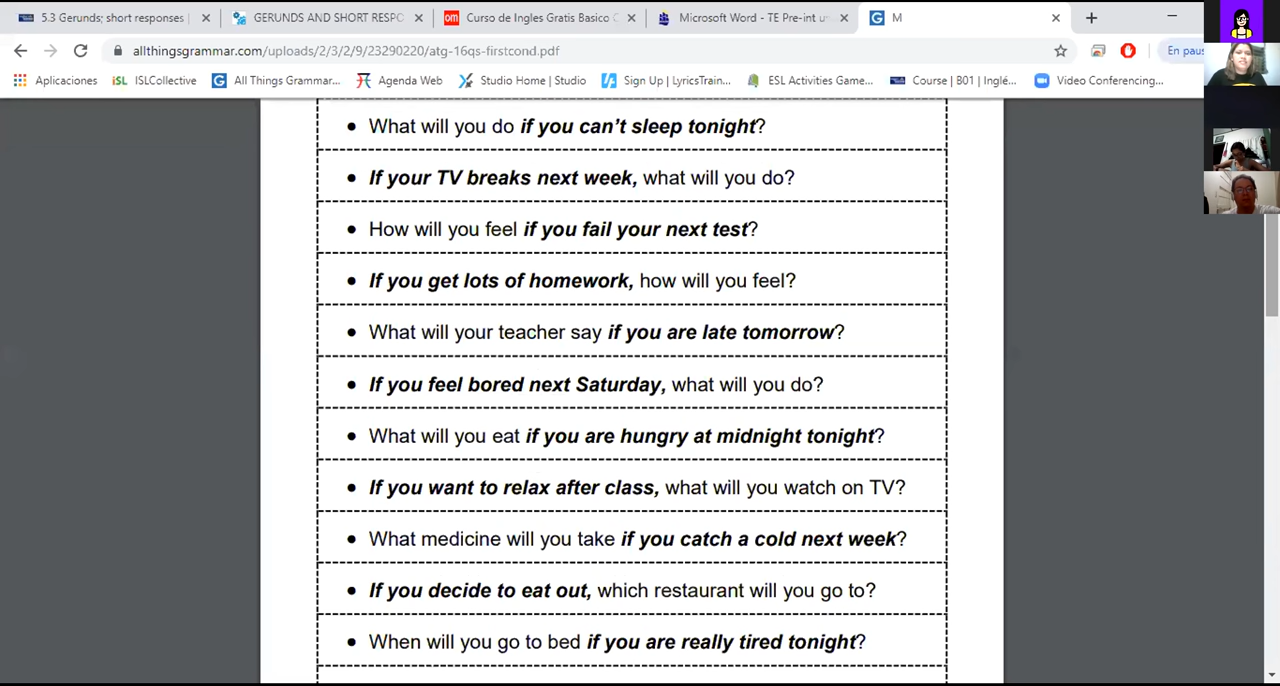 5.3 Gerunds; short responses
GERUNDS AND SHORT RESPO
Curso de Ingles Gratis Basico
Microsoft Word - TE Pre-int u
M
allthingsgrammar.com/uploads/2/3/2/9/23290220/atg-16qs-firstcond.pdf
En paus
Aplicaciones
iSL ISLCollective
G All Things Grammar...
Agenda Web
Studio Home | Studio
Sign Up | LyricsTrain...
ESL Activities Game...
Course | B01 | Inglé...
Video Conferencing...
• What will you do if you can’t sleep tonight?
• If your TV breaks next week, what will you do?
• How will you feel if you fail your next test?
• If you get lots of homework, how will you feel?
• What will your teacher say if you are late tomorrow?
• If you feel bored next Saturday, what will you do?
• What will you eat if you are hungry at midnight tonight?
• If you want to relax after class, what will you watch on TV?
• What medicine will you take if you catch a cold next week?
• If you decide to eat out, which restaurant will you go to?
• When will you go to bed if you are really tired tonight?